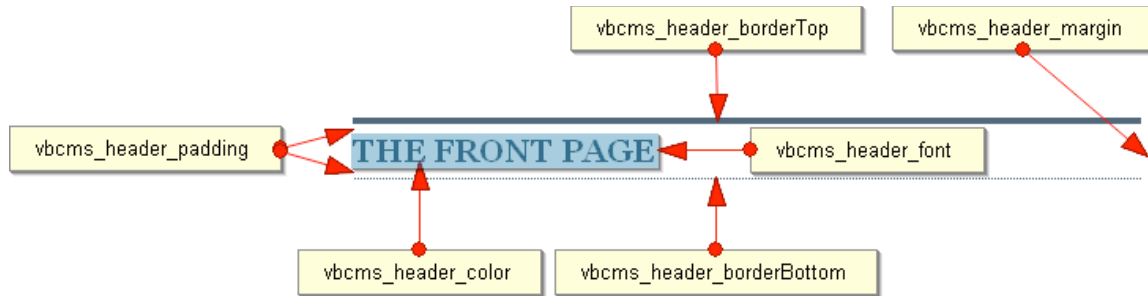 vbcms_header_borderTop
vbcms_header_margin
vbcms_header_padding
THE FRONT PAGE
vbcms_header_font
vbcms_header_color
vbcms_header_borderBottom